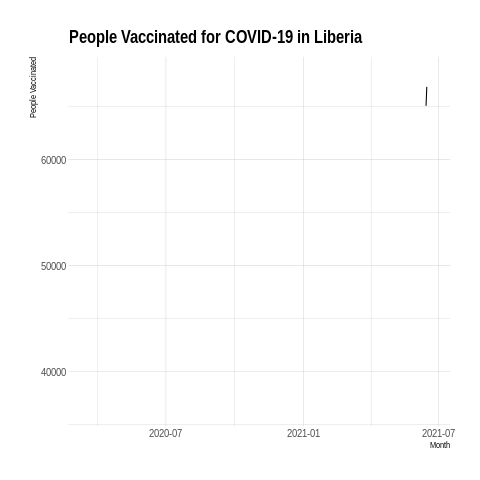 People Vaccinated for COVID-19 in Liberia
People Vaccinated
60000
50000
40000
2020-07
2021-01
2021-07
Month